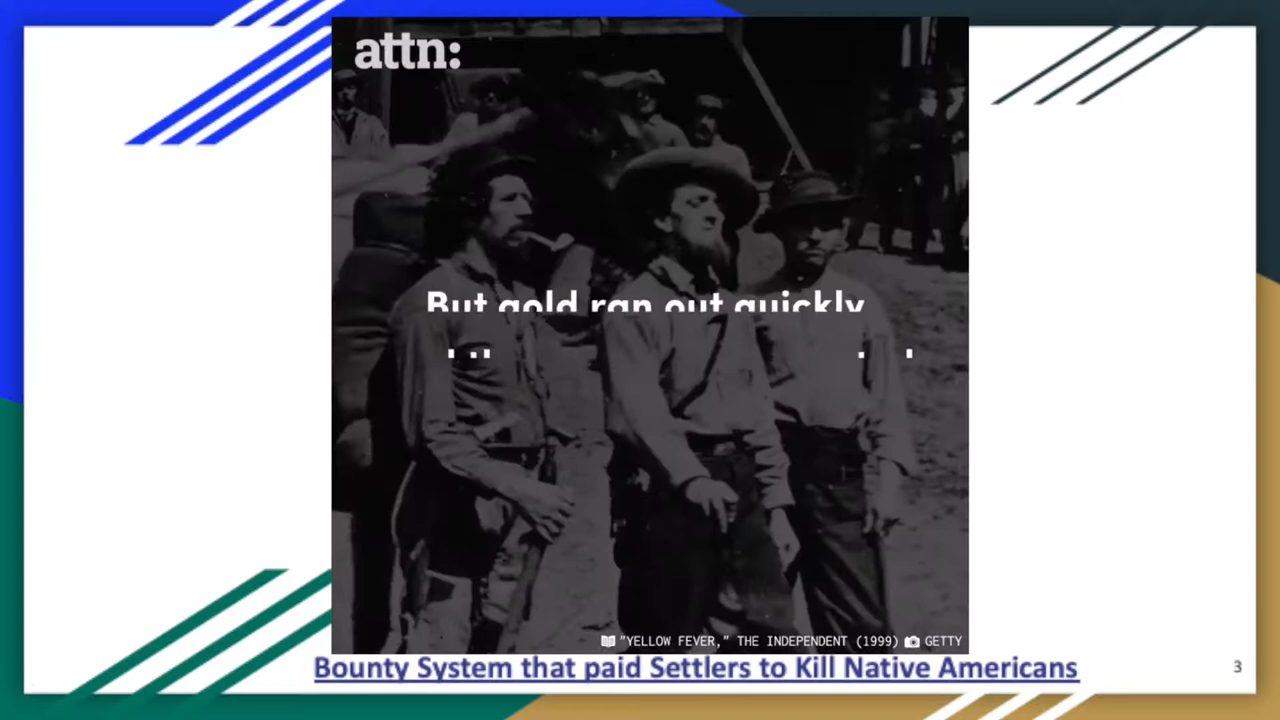 attn:
But gold ran out quickly
"YELLOW FEVER," THE INDEPENDENT (1999) GETTY
Bounty System that paid Settlers to Kill Native Americans
3